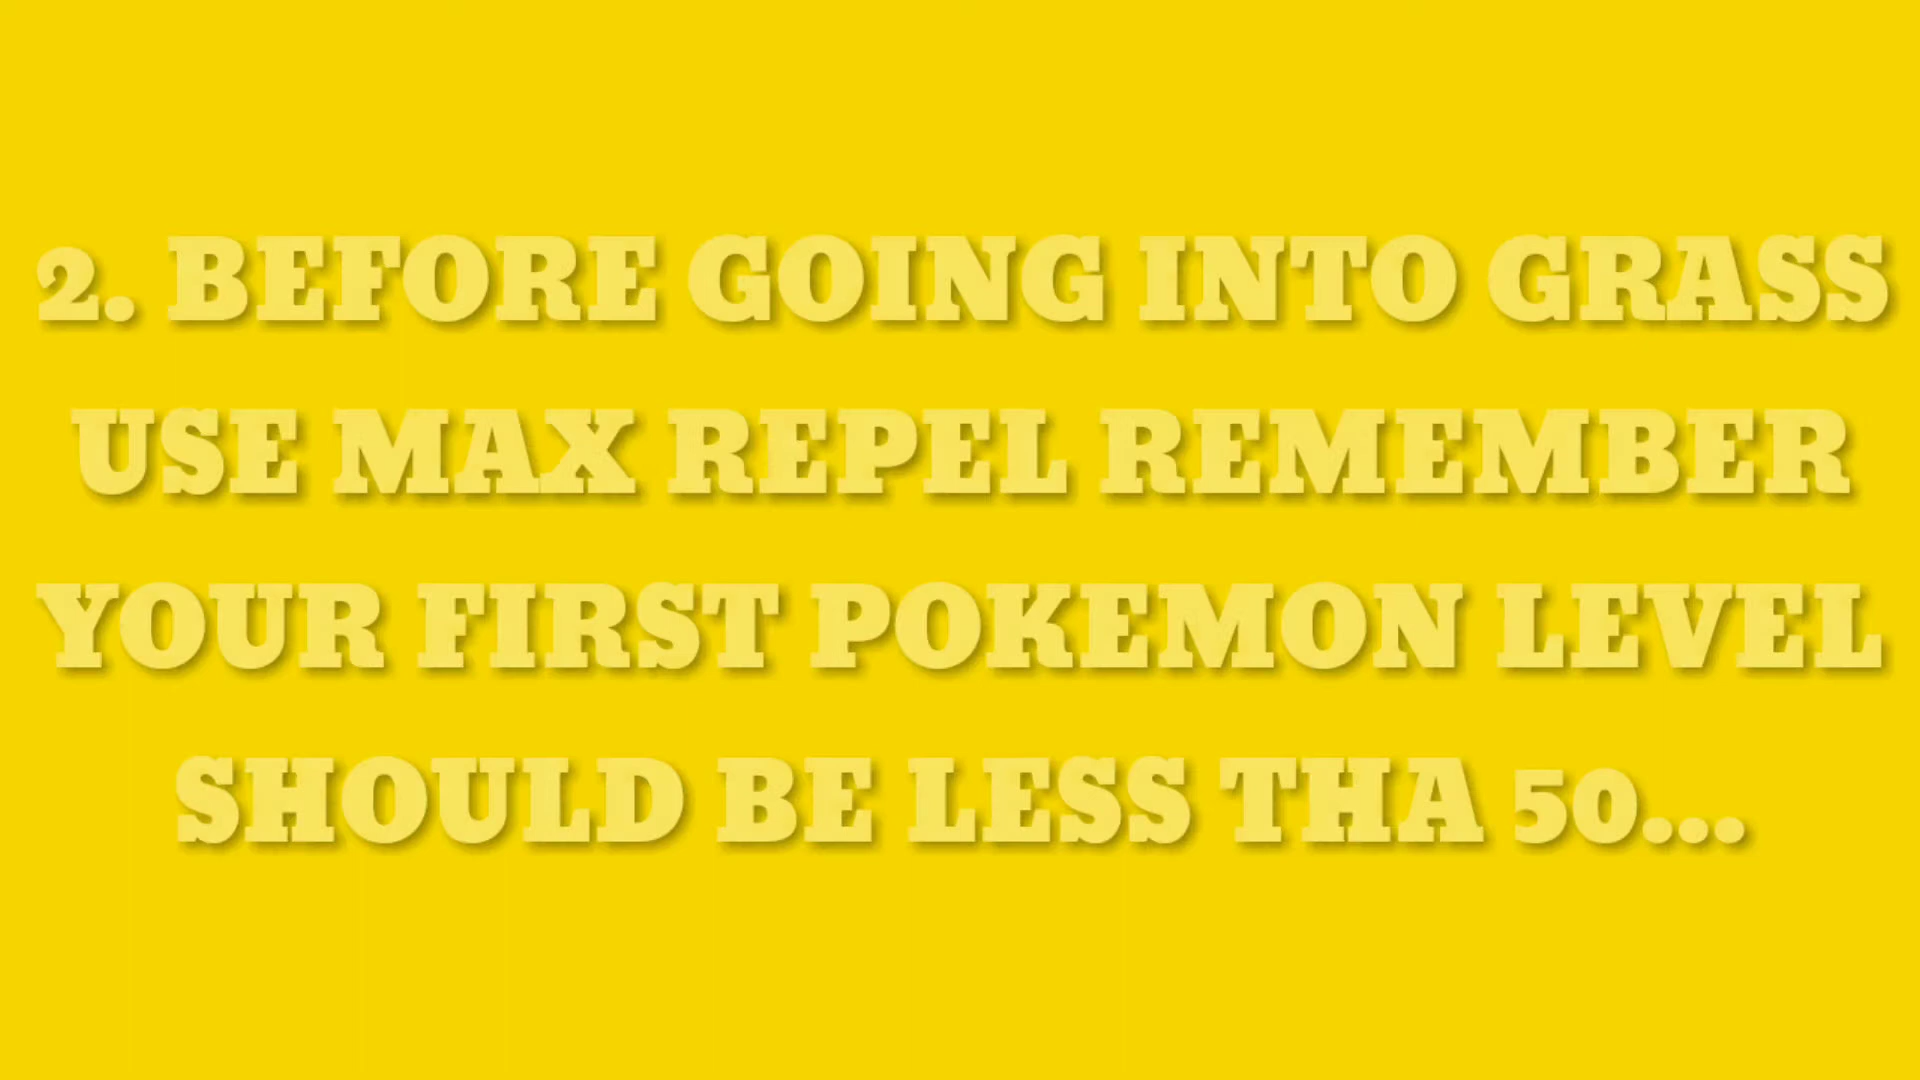 2. BEFORE GOING INTO GRASS
USE MAX REPEL REMEMBER
YOUR FIRST POKEMON LEVEL
SHOULD BE LESS THA 50...